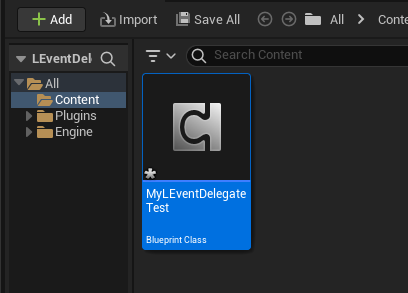 Add
Import
Save All
All
Conte
LEventDel
Search Content
All
Content
Plugins
Engine
MyLEventDelegate
Test
Blueprint Class